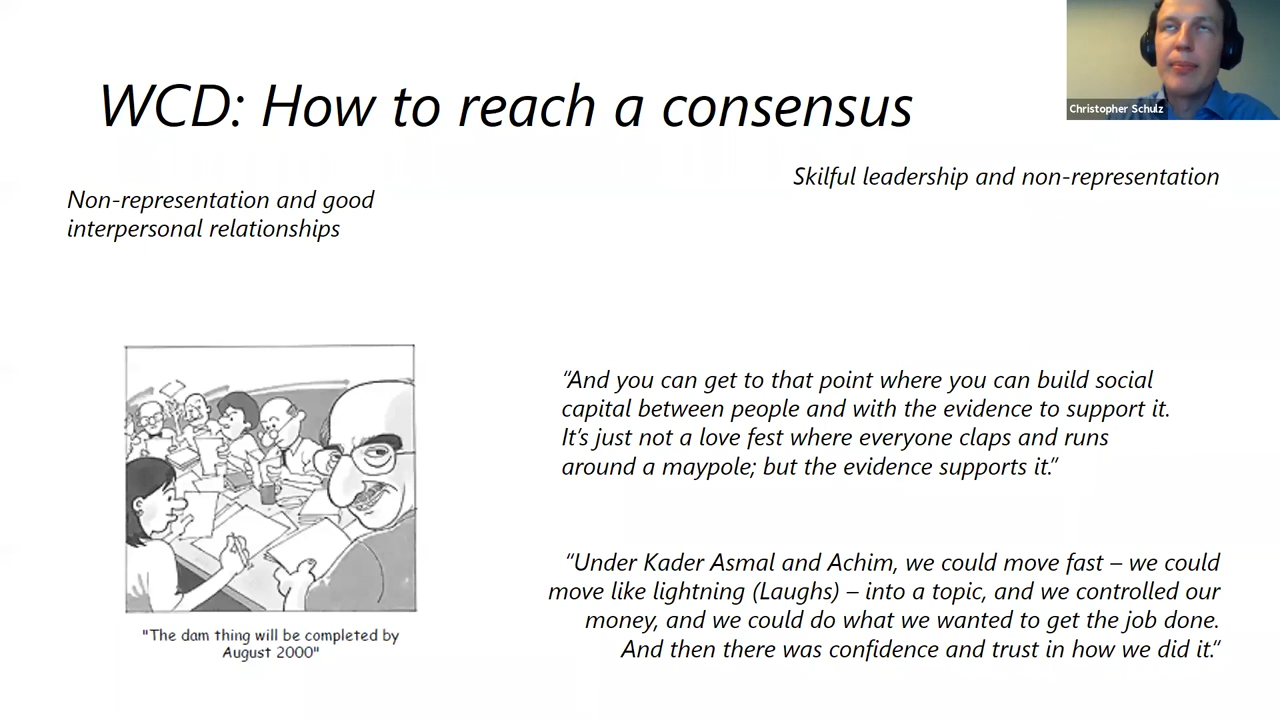 WCD: How to reach a consensus
Christopher Schulz
Skilful leadership and non-representation
Non-representation and good
interpersonal relationships
“And you can get to that point where you can build social
capital between people and with the evidence to support it.
It’s just not a love fest where everyone claps and runs
around a maypole; but the evidence supports it.”
“Under Kader Asmal and Achim, we could move fast – we could
move like lightning (Laughs) – into a topic, and we controlled our
money, and we could do what we wanted to get the job done.
And then there was confidence and trust in how we did it.“
"The dam thing will be completed by
August 2000"